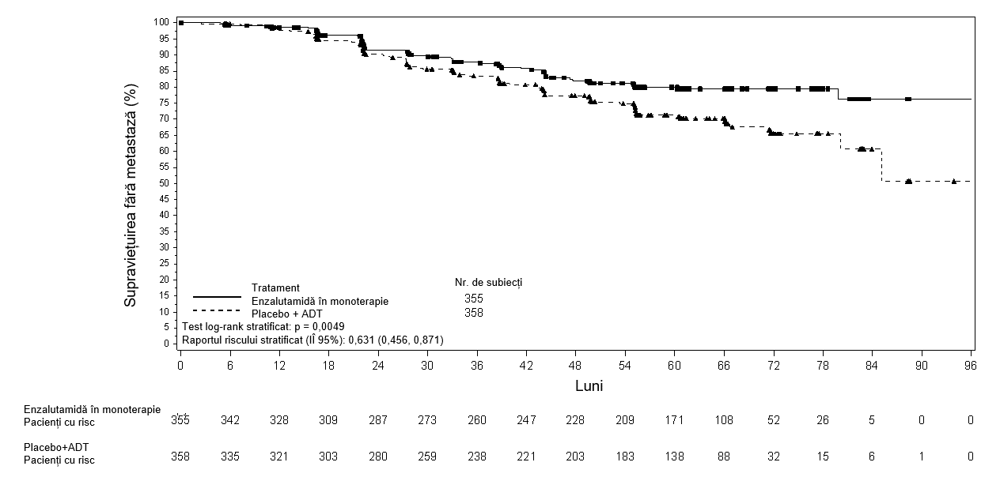 100
95
90
85
80
75
70
65
60
55
50
45
40
35
30
25
20
15
10
5
0
Supraviețuirea fără metastază (%)
Tratament Nr. de subiecți
Enzalutamidă în monoterapie 355
Placebo + ADT 358
Test log-rank stratificat: p = 0,0049
Raportul riscului stratificat (IÎ 95%): 0,631 (0,456, 0,871)
0 6 12 18 24 30 36 42 48 54 60 66 72 78 84 90 96
Luni
Enzalutamidă în monoterapie
Pacienți cu risc 355 342 328 309 287 273 260 247 228 209 171 108 52 26 5 0 0
Placebo+ADT
Pacienți cu risc 358 335 321 303 280 259 238 221 203 183 138 88 32 15 6 1 0